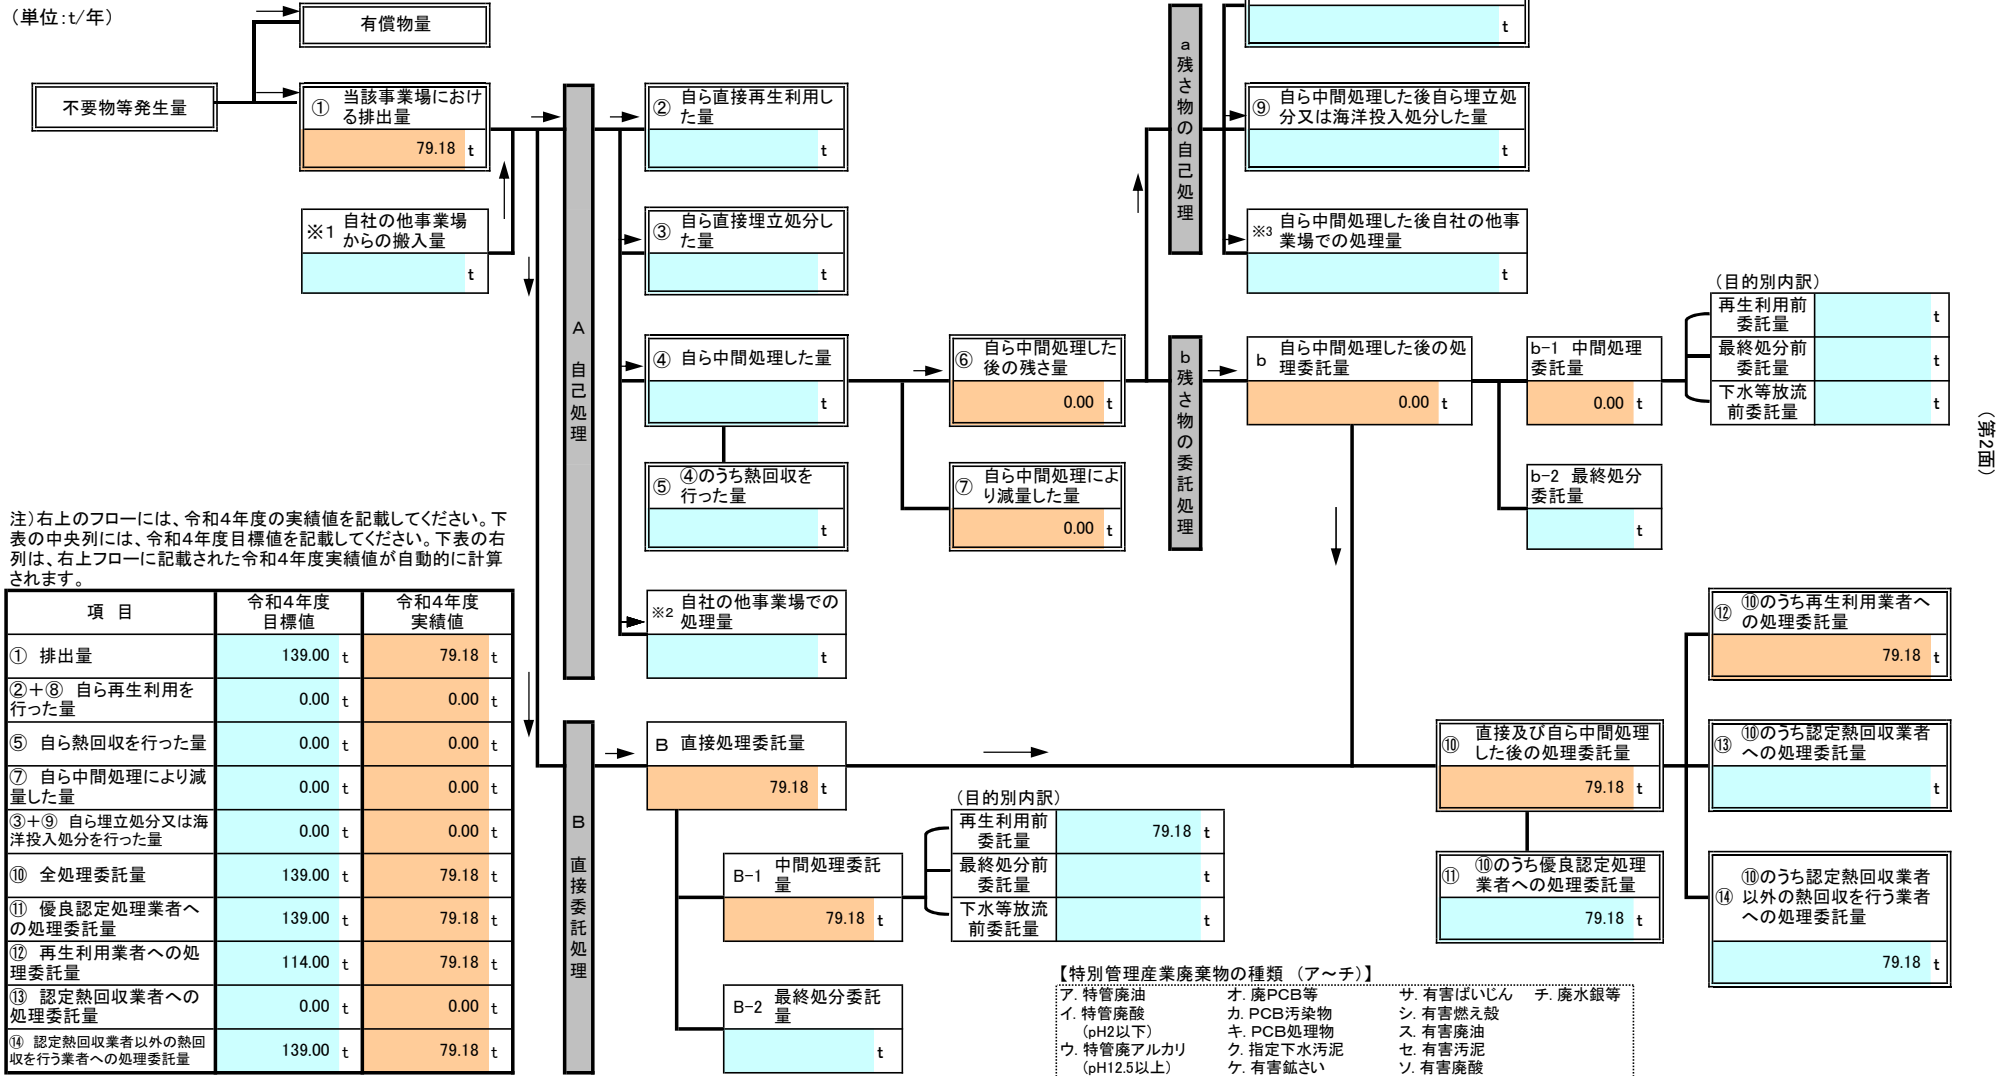 （単位：t/年）
有償物量
不要物等発生量
① 当該事業場におけ
る排出量
79.18 t
※1 自社の他事業場
からの搬入量
t
A 自己処理
② 自ら直接再生利用し
た量
t
③ 自ら直接埋立処分し
た量
t
④ 自ら中間処理した量
t
⑤ ④のうち熱回収を
行った量
t
※2 自社の他事業場での
処理量
t
⑥ 自ら中間処理した
後の残さ量
0.00 t
⑦ 自ら中間処理によ
り減量した量
0.00 t
a 残さ物の自己処理
t
⑨ 自ら中間処理した後自ら埋立処
分又は海洋投入処分した量
t
※3 自ら中間処理した後自社の他事
業場での処理量
t
b 残さ物の委託処理
b 自ら中間処理した後の処
理委託量
0.00 t
b-1 中間処理
委託量
0.00 t
b-2 最終処分
委託量
t
（目的別内訳）
再生利用前
委託量
t
最終処分前
委託量
t
下水等放流
前委託量
t
（第2面）
注）右上のフローには、令和4年度の実績値を記載してください。下
表の中央列には、令和4年度目標値を記載してください。下表の右
列は、右上フローに記載された令和4年度実績値が自動的に計算
されます。
項 目 令和4年度 令和4年度
目標値 実績値
① 排出量 139.00 t 79.18 t
②＋⑧ 自ら再生利用を
行った量 0.00 t 0.00 t
⑤ 自ら熱回収を行った量 0.00 t 0.00 t
⑦ 自ら中間処理により減
量した量 0.00 t 0.00 t
③＋⑨ 自ら埋立処分又は海
洋投入処分を行った量 0.00 t 0.00 t
⑩ 全処理委託量 139.00 t 79.18 t
⑪ 優良認定処理業者へ
の処理委託量 139.00 t 79.18 t
⑫ 再生利用業者への処
理委託量 114.00 t 79.18 t
⑬ 認定熱回収業者への
処理委託量 0.00 t 0.00 t
⑭ 認定熱回収業者以外の熱回
収を行う業者への処理委託量 139.00 t 79.18 t
B 直接委託処理
B 直接処理委託量
79.18 t
B-1 中間処理委託
量
79.18 t
B-2 最終処分委託
量
t
（目的別内訳）
再生利用前
委託量
79.18 t
最終処分前
委託量
t
下水等放流
前委託量
t
⑩ 直接及び自ら中間処理
した後の処理委託量
79.18 t
⑪ ⑩のうち優良認定処理
業者への処理委託量
79.18 t
⑫ ⑩のうち再生利用業者へ
の処理委託量
79.18 t
⑬ ⑩のうち認定熱回収業者
への処理委託量
t
⑭ ⑩のうち認定熱回収業者
以外の熱回収を行う業者
への処理委託量
79.18 t
【特別管理産業廃棄物の種類 （ア～チ）】
ア. 特管廃油 オ. 廃PCB等 サ. 有害ばいじん チ. 廃水銀等
イ. 特管廃酸 カ. PCB汚染物 シ. 有害燃え殻
（pH2以下） キ. PCB処理物 ス. 有害廃油
ウ. 特管廃アルカリ ク. 指定下水汚泥 セ. 有害汚泥
（pH12.5以上） ケ. 有害鉱さい ソ. 有害廃酸